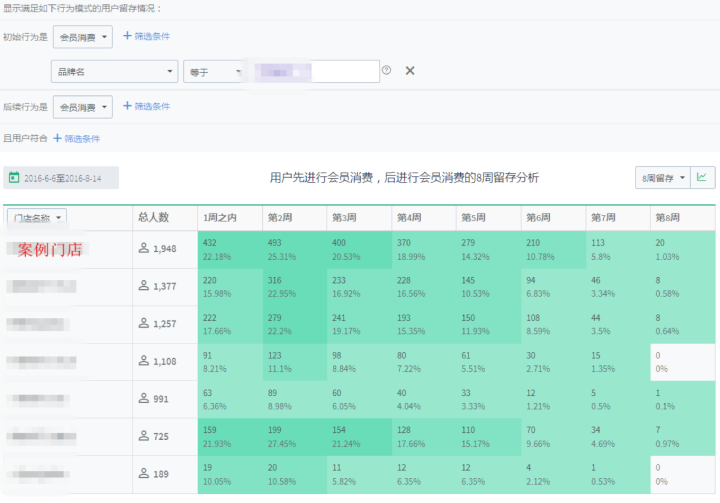 显示满足如下行为模式的用户留存情况：
初始行为是 会员消费 + 筛选条件
品牌名 等于
后续行为是 会员消费 + 筛选条件
且用户符合 + 筛选条件
2016-6-6至2016-8-14 用户先进行会员消费，后进行会员消费的8周留存分析 8周留存
门店名称 总人数 1周之内 第2周 第3周 第4周 第5周 第6周 第7周 第8周
案例门店 1,948 432 493 400 370 279 210 113 20
22.18% 25.31% 20.53% 18.99% 14.32% 10.78% 5.8% 1.03%
1,377 220 316 233 228 145 94 46 8
15.98% 22.95% 16.92% 16.56% 10.53% 6.83% 3.34% 0.58%
1,257 222 279 241 193 150 108 44 8
17.66% 22.2% 19.17% 15.35% 11.93% 8.59% 3.5% 0.64%
1,108 91 123 98 80 61 30 15 0
8.21% 11.1% 8.84% 7.22% 5.51% 2.71% 1.35% 0%
991 63 89 60 40 33 12 5 1
6.36% 8.98% 6.05% 4.04% 3.33% 1.21% 0.5% 0.1%
725 159 199 154 128 110 70 34 7
21.93% 27.45% 21.24% 17.66% 15.17% 9.66% 4.69% 0.97%
189 19 20 11 12 12 4 1 0
10.05% 10.58% 5.82% 6.35% 6.35% 2.12% 0.53% 0%